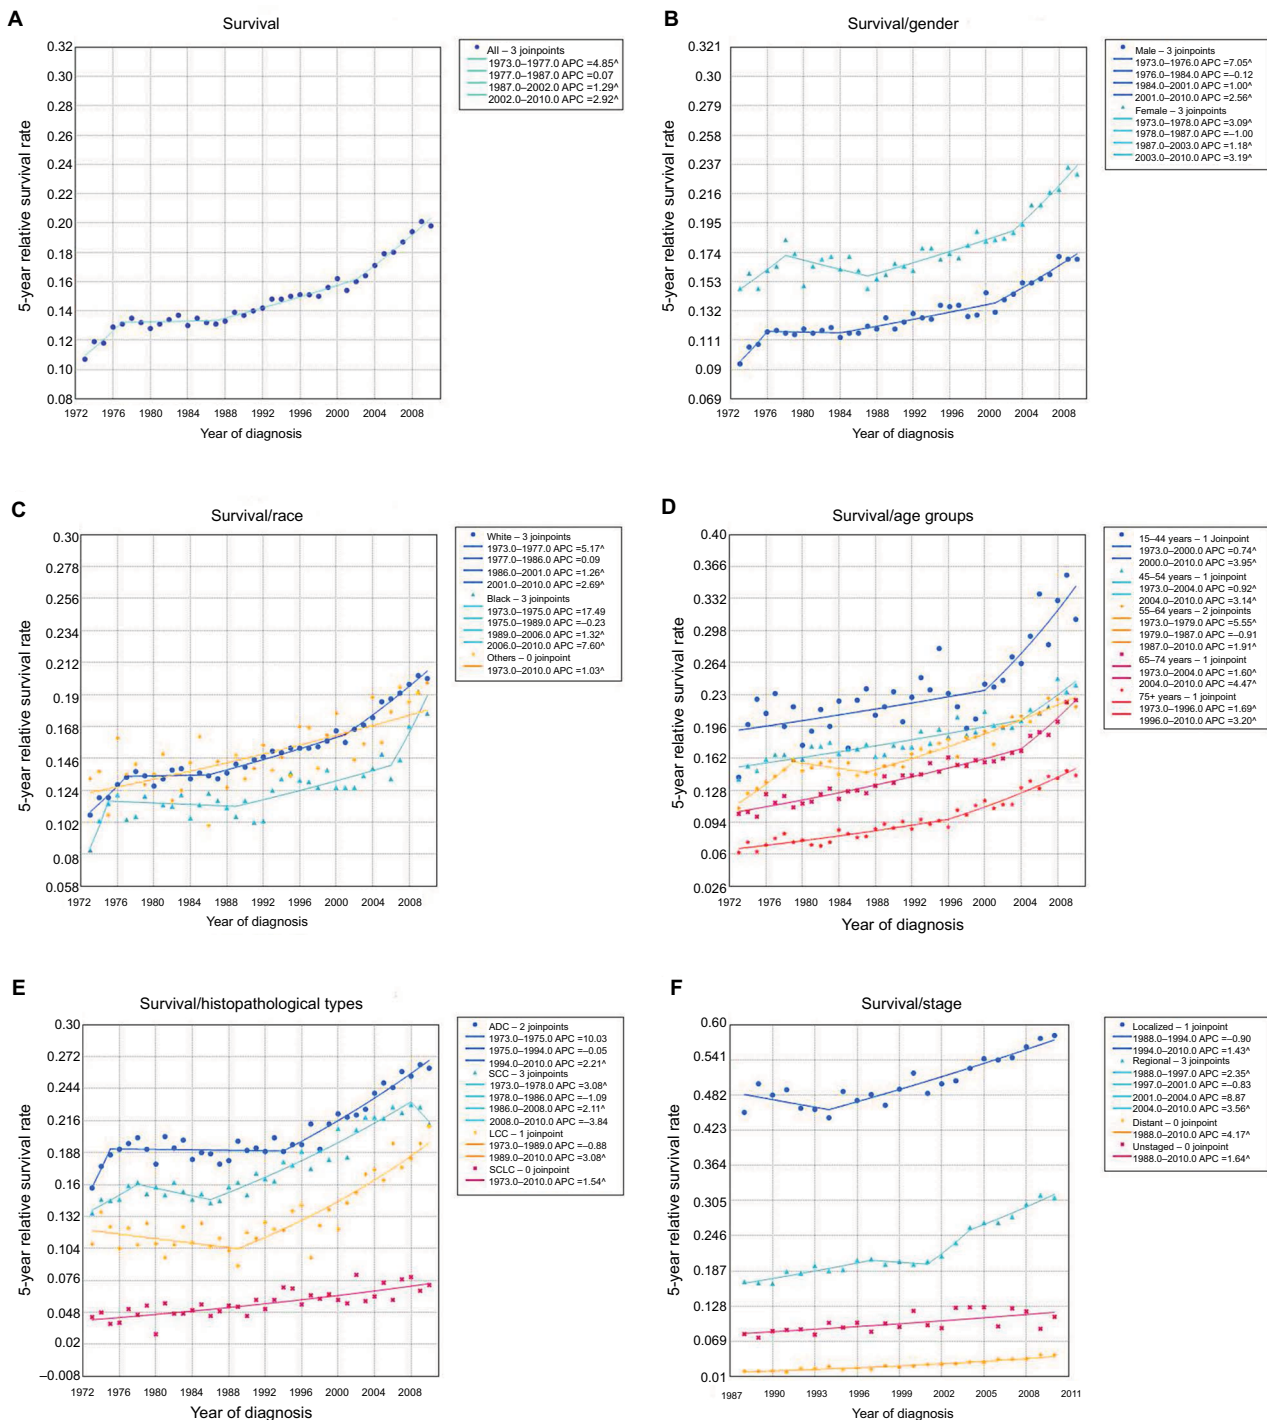 A
Survival
0.32
0.30
0.28
0.26
0.24
0.22
0.20
0.18
0.16
0.14
0.12
0.10
0.08
5-year relative survival rate
1972 1976 1980 1984 1988 1992 1996 2000 2004 2008
Year of diagnosis
All – 3 joinpoints
1973.0–1977.0 APC =4.85^
1977.0–1987.0 APC =0.07
1987.0–2002.0 APC =1.29^
2002.0–2010.0 APC =2.92^
B
Survival/gender
0.321
0.30
0.279
0.258
0.237
0.216
0.195
0.174
0.153
0.132
0.111
0.09
0.069
5-year relative survival rate
1972 1976 1980 1984 1988 1992 1996 2000 2004 2008
Year of diagnosis
Male – 3 joinpoints
1973.0–1976.0 APC =7.05^
1976.0–1984.0 APC =–0.12
1984.0–2001.0 APC =1.00^
2001.0–2010.0 APC =2.56^
Female – 3 joinpoints
1973.0–1978.0 APC =3.09^
1978.0–1987.0 APC =–1.00
1987.0–2003.0 APC =1.18^
2003.0–2010.0 APC =3.19^
C
Survival/race
0.30
0.278
0.256
0.234
0.212
0.19
0.168
0.146
0.124
0.102
0.08
0.058
5-year relative survival rate
1972 1976 1980 1984 1988 1992 1996 2000 2004 2008
Year of diagnosis
White – 3 joinpoints
1973.0–1977.0 APC =5.17^
1977.0–1986.0 APC =0.09
1986.0–2001.0 APC =1.26^
2001.0–2010.0 APC =2.69^
Black – 3 joinpoints
1973.0–1975.0 APC =17.49
1975.0–1989.0 APC =–0.23
1989.0–2006.0 APC =1.32^
2006.0–2010.0 APC =7.60^
Others – 0 joinpoint
1973.0–2010.0 APC =1.03^
D
Survival/age groups
0.40
0.366
0.332
0.298
0.264
0.23
0.196
0.162
0.128
0.094
0.06
0.026
5-year relative survival rate
1972 1976 1980 1984 1988 1992 1996 2000 2004 2008
Year of diagnosis
15–44 years – 1 Joinpoint
1973.0–2000.0 APC =0.74^
2000.0–2010.0 APC =3.95^
45–54 years – 1 joinpoint
1973.0–2004.0 APC =0.92^
2004.0–2010.0 APC =3.14^
55–64 years – 2 joinpoints
1973.0–1979.0 APC =5.55^
1979.0–1987.0 APC =–0.91
1987.0–2010.0 APC =1.91^
65–74 years – 1 joinpoint
1973.0–2004.0 APC =1.60^
2004.0–2010.0 APC =4.47^
75+ years – 1 joinpoint
1973.0–1996.0 APC =1.69^
1996.0–2010.0 APC =3.20^
E
Survival/histopathological types
0.30
0.272
0.244
0.216
0.188
0.16
0.132
0.104
0.076
0.048
0.02
–0.008
5-year relative survival rate
1972 1976 1980 1984 1988 1992 1996 2000 2004 2008
Year of diagnosis
ADC – 2 joinpoints
1973.0–1975.0 APC =10.03
1975.0–1994.0 APC =–0.05
1994.0–2010.0 APC =2.21^
SCC – 3 joinpoints
1973.0–1978.0 APC =3.08^
1978.0–1986.0 APC =–1.09
1986.0–2008.0 APC =2.11^
2008.0–2010.0 APC =–3.84
LCC – 1 joinpoint
1973.0–1989.0 APC =–0.88
1989.0–2010.0 APC =3.08^
SCLC – 0 joinpoint
1973.0–2010.0 APC =1.54^
F
Survival/stage
0.60
0.541
0.482
0.423
0.364
0.305
0.246
0.187
0.128
0.069
0.01
5-year relative survival rate
1987 1990 1993 1996 1999 2002 2005 2008 2011
Year of diagnosis
Localized – 1 joinpoint
1988.0–1994.0 APC =–0.90
1994.0–2010.0 APC =1.43^
Regional – 3 joinpoints
1988.0–1997.0 APC =2.35^
1997.0–2001.0 APC =–0.83
2001.0–2004.0 APC =8.87
2004.0–2010.0 APC =3.56^
Distant – 0 joinpoint
1988.0–2010.0 APC =4.17^
Unstaged – 0 joinpoint
1988.0–2010.0 APC =1.64^